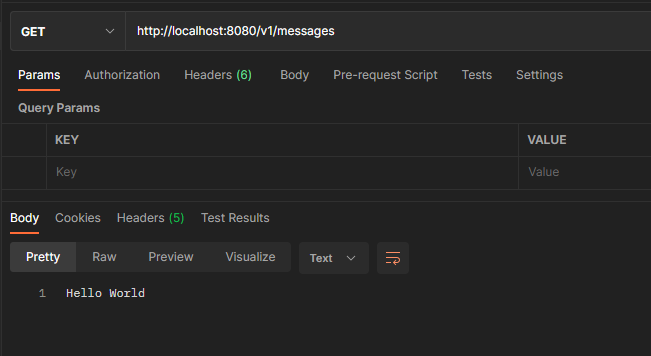 GET http://localhost:8080/v1/messages
Params Authorization Headers (6) Body Pre-request Script Tests Settings
Query Params
KEY VALUE
Key Value
Body Cookies Headers (5) Test Results
Pretty Raw Preview Visualize Text
1 Hello World